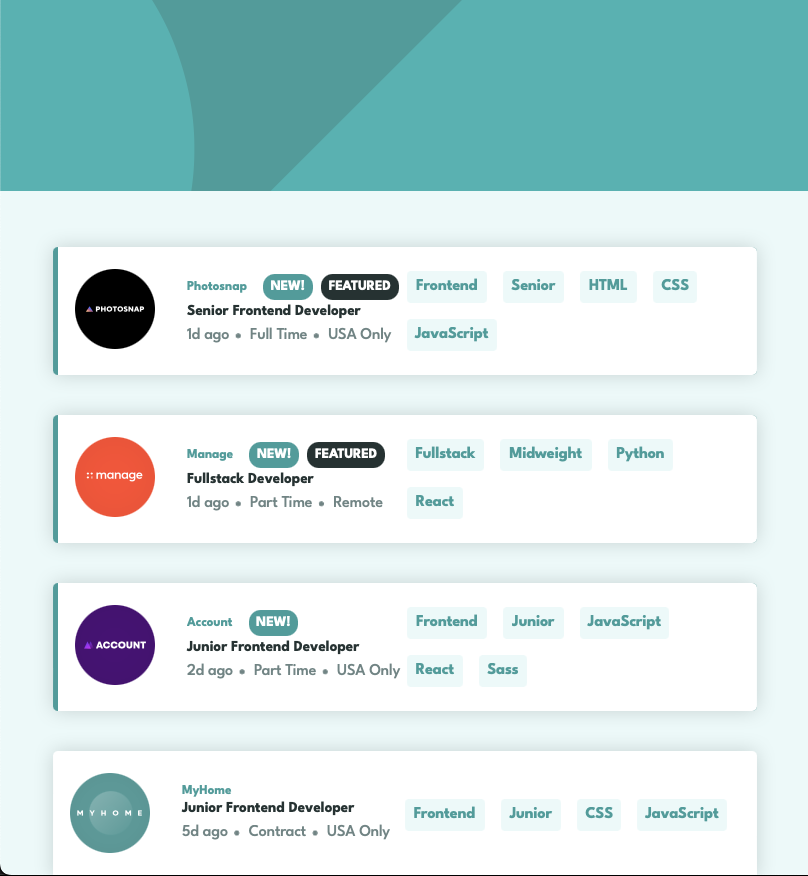 PHOTOSNAP
Photosnap NEW! FEATURED
Senior Frontend Developer
1d ago • Full Time • USA Only
Frontend Senior HTML CSS
JavaScript
manage
Manage NEW! FEATURED
Fullstack Developer
1d ago • Part Time • Remote
Fullstack Midweight Python
React
ACCOUNT
Account NEW!
Junior Frontend Developer
2d ago • Part Time • USA Only
Frontend Junior JavaScript
React Sass
MYHOME
MyHome
Junior Frontend Developer
5d ago • Contract • USA Only
Frontend Junior CSS JavaScript